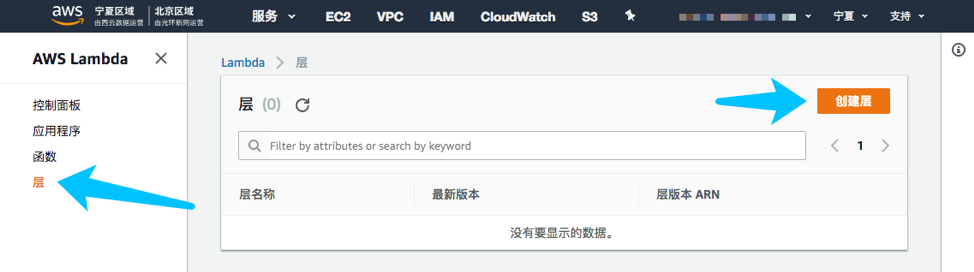 aws 宁夏区域 由西云数据运营 北京区域 由光环新网运营 服务 EC2 VPC IAM CloudWatch S3 宁夏 支持
AWS Lambda
控制面板
应用程序
函数
层
Lambda > 层
层 (0)
创建层
Filter by attributes or search by keyword
1
层名称 最新版本 层版本 ARN
没有要显示的数据。